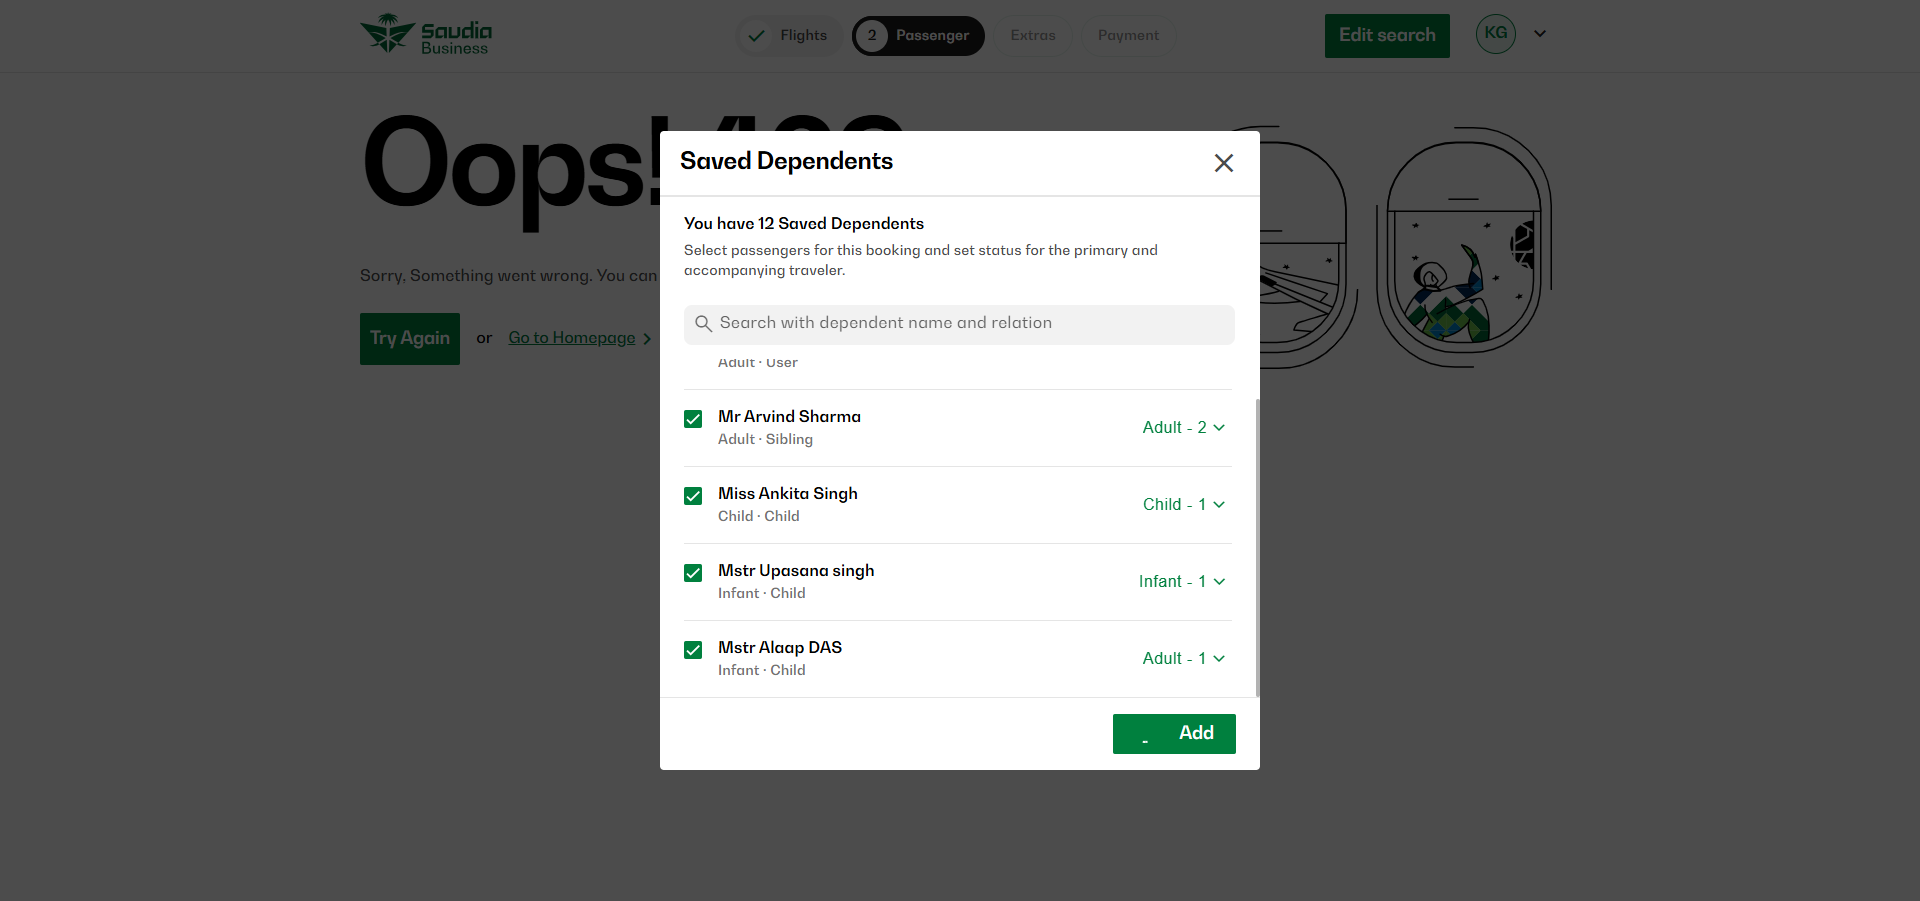 Saudia
Business
Flights
2 Passenger
Extras
Payment
Edit search
KG
Oops!
Sorry, Something went wrong. You can
Try Again or Go to Homepage
Saved Dependents
You have 12 Saved Dependents
Select passengers for this booking and set status for the primary and
accompanying traveler.
Search with dependent name and relation
Adult · User
Mr Arvind Sharma
Adult · Sibling
Adult - 2
Miss Ankita Singh
Child · Child
Child - 1
Mstr Upasana singh
Infant · Child
Infant - 1
Mstr Alaap DAS
Infant · Child
Adult - 1
Add